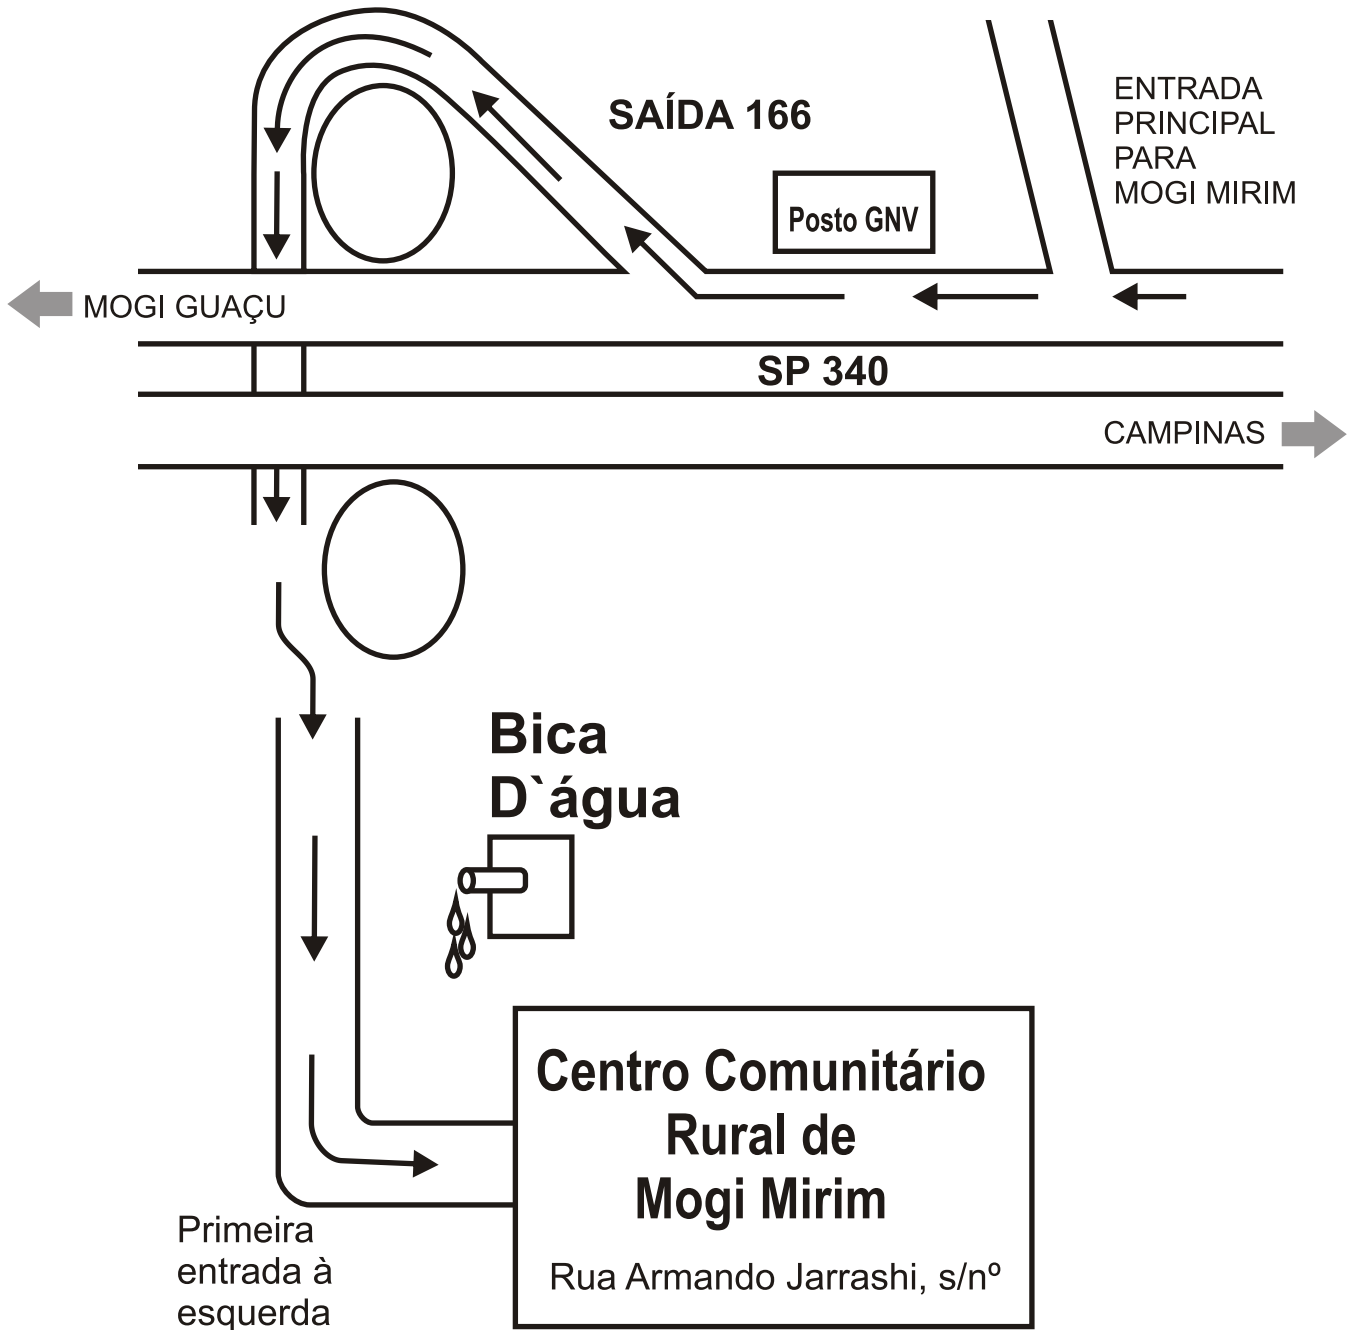 SAÍDA 166
ENTRADA
PRINCIPAL
PARA
MOGI MIRIM
Posto GNV
MOGI GUAÇU
SP 340
CAMPINAS
Bica
D`água
Centro Comunitário
Rural de
Mogi Mirim
Rua Armando Jarrashi, s/nº
Primeira
entrada à
esquerda